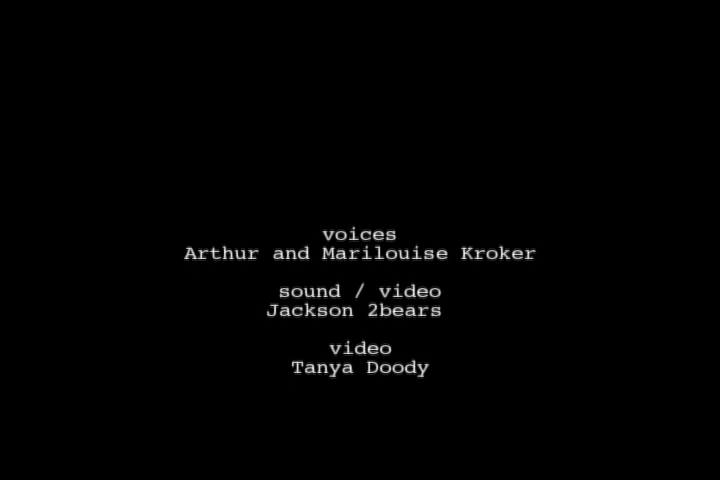 voices
Arthur and Marilouise Kroker
sound / video
Jackson 2bears
video
Tanya Doody